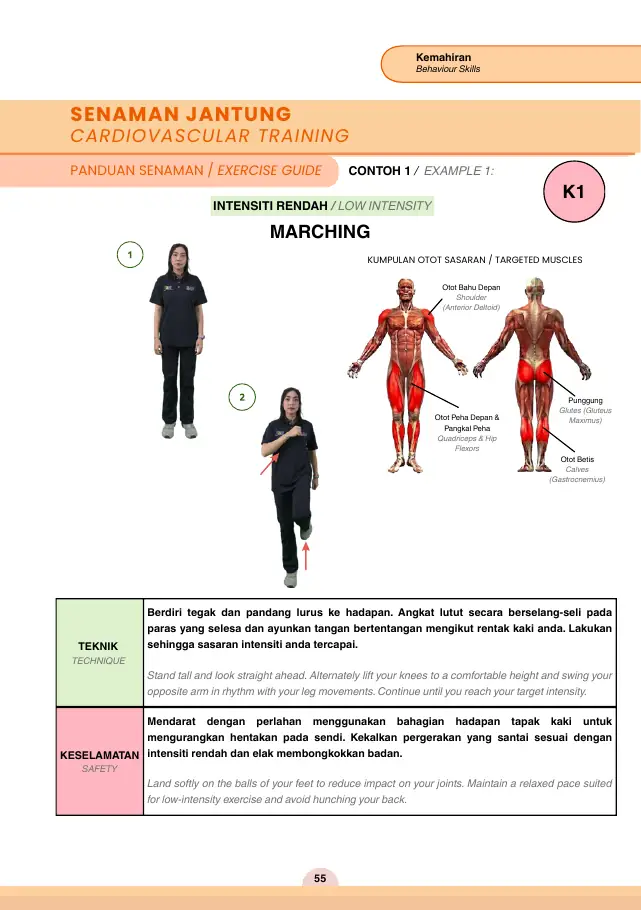 Kemahiran
Behaviour Skills
SENAMAN JANTUNG
CARDIOVASCULAR TRAINING
PANDUAN SENAMAN / EXERCISE GUIDE
CONTOH 1 / EXAMPLE 1:
K1
INTENSITI RENDAH / LOW INTENSITY
MARCHING
1
KUMPULAN OTOT SASARAN / TARGETED MUSCLES
Otot Bahu Depan
Shoulder
(Anterior Deltoid)
2
Otot Peha Depan &
Pangkal Peha
Quadriceps & Hip
Flexors
Punggung
Glutes (Gluteus
Maximus)
Otot Betis
Calves
(Gastrocnemius)
TEKNIK
TECHNIQUE
Berdiri tegak dan pandang lurus ke hadapan. Angkat lutut secara berselang-seli pada
paras yang selesa dan ayunkan tangan bertentangan mengikut rentak kaki anda. Lakukan
sehingga sasaran intensiti anda tercapai.
Stand tall and look straight ahead. Alternately lift your knees to a comfortable height and swing your
opposite arm in rhythm with your leg movements. Continue until you reach your target intensity.
KESELAMATAN
SAFETY
Mendarat dengan perlahan menggunakan bahagian hadapan tapak kaki untuk
mengurangkan hentakan pada sendi. Kekalkan pergerakan yang santai sesuai dengan
intensiti rendah dan elak membongkokkan badan.
Land softly on the balls of your feet to reduce impact on your joints. Maintain a relaxed pace suited
for low-intensity exercise and avoid hunching your back.
55